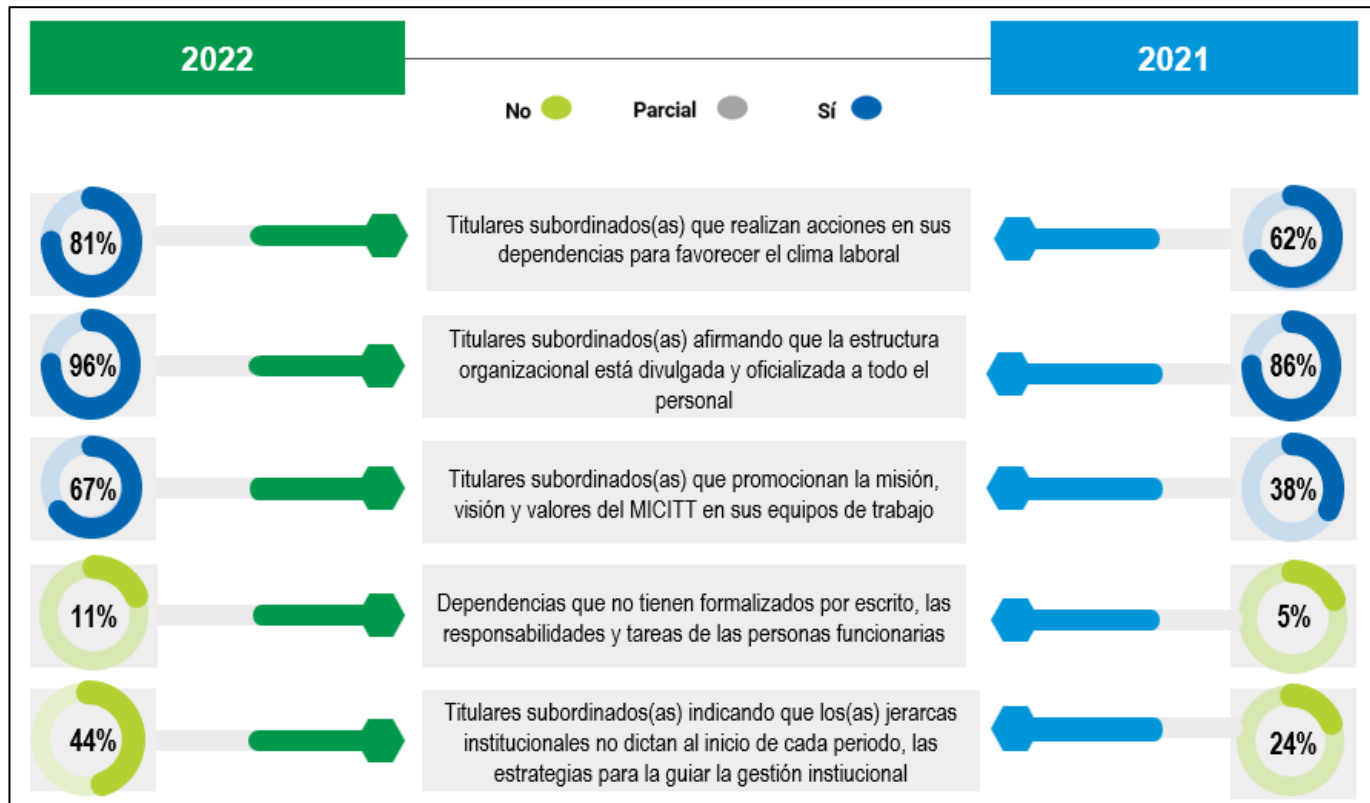 2022
2021
No
Parcial
Sí
81%
Titulares subordinados(as) que realizan acciones en sus
dependencias para favorecer el clima laboral
62%
96%
Titulares subordinados(as) afirmando que la estructura
organizacional está divulgada y oficializada a todo el
personal
86%
67%
Titulares subordinados(as) que promocionan la misión,
visión y valores del MICITT en sus equipos de trabajo
38%
11%
Dependencias que no tienen formalizados por escrito, las
responsabilidades y tareas de las personas funcionarias
5%
44%
Titulares subordinados(as) indicando que los(as) jerarcas
institucionales no dictan al inicio de cada periodo, las
estrategias para la guiar la gestión instiucional
24%